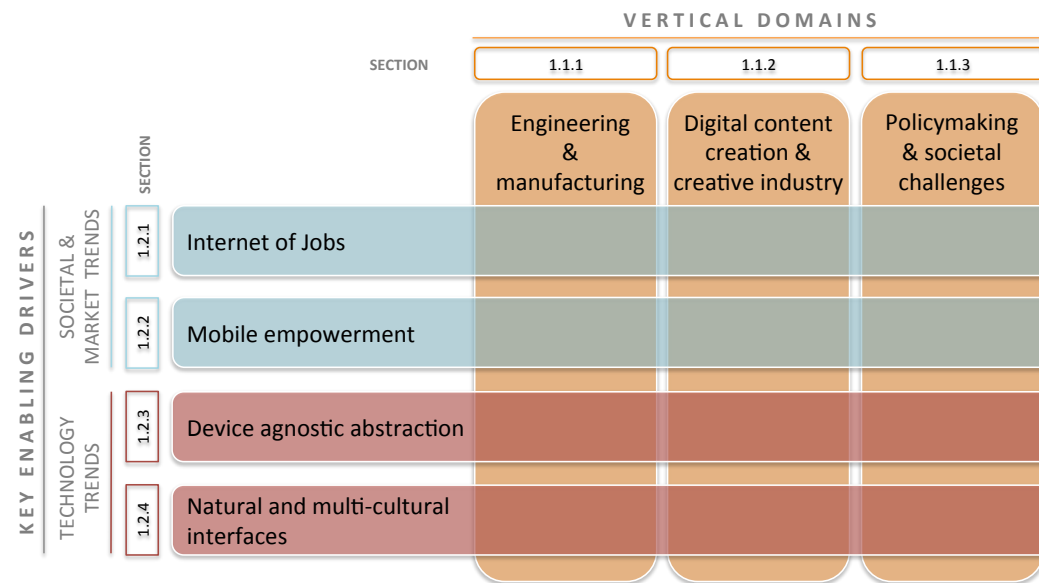 VERTICAL DOMAINS
SECTION
1.1.1
1.1.2
1.1.3
Engineering
&
manufacturing
Digital content
creation &
creative industry
Policymaking
& societal
challenges
SECTION
KEY ENABLING DRIVERS
SOCIETAL &
MARKET TRENDS
1.2.1
Internet of Jobs
1.2.2
Mobile empowerment
TECHNOLOGY
TRENDS
1.2.3
Device agnostic abstraction
1.2.4
Natural and multi-cultural
interfaces